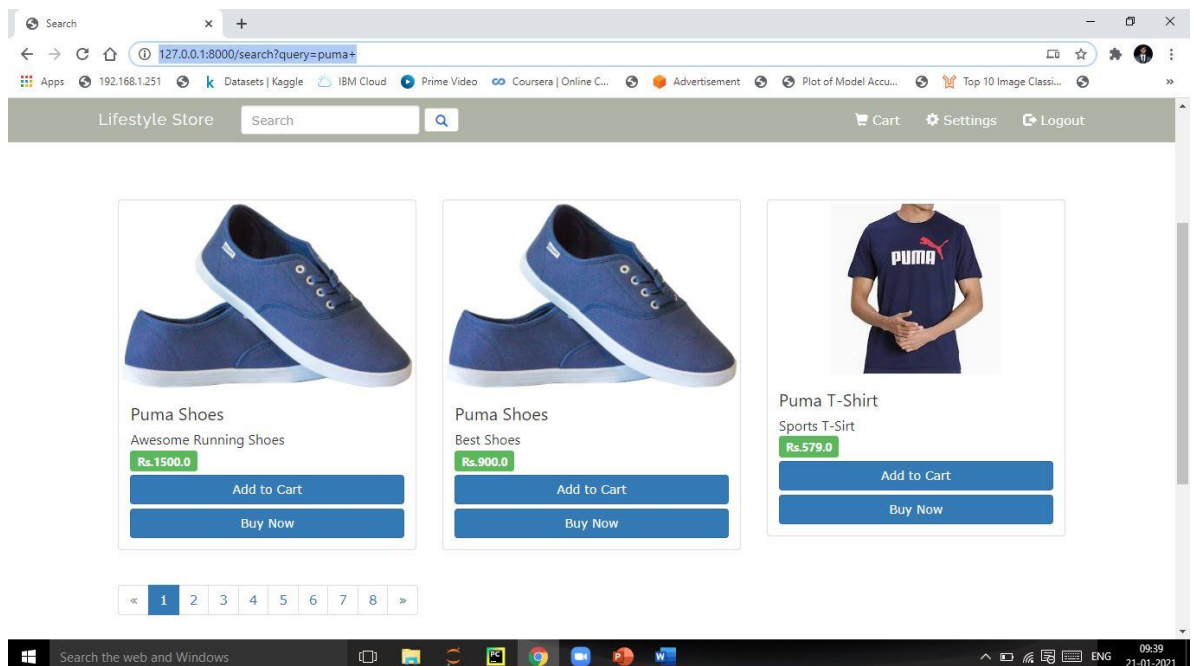 Search
127.0.0.1:8000/search?query=puma+
Apps 192.168.1.251 Datasets | Kaggle IBM Cloud Prime Video Coursera | Online C... Advertisement Plot of Model Accu... Top 10 Image Classi... »
Lifestyle Store Search Cart Settings Logout
PUMA
Puma Shoes
Awesome Running Shoes
Rs.1500.0
Add to Cart
Buy Now
Puma Shoes
Best Shoes
Rs.900.0
Add to Cart
Buy Now
Puma T-Shirt
Sports T-Sirt
Rs.579.0
Add to Cart
Buy Now
« 1 2 3 4 5 6 7 8 »
Search the web and Windows
ENG
09:39
21-01-2021